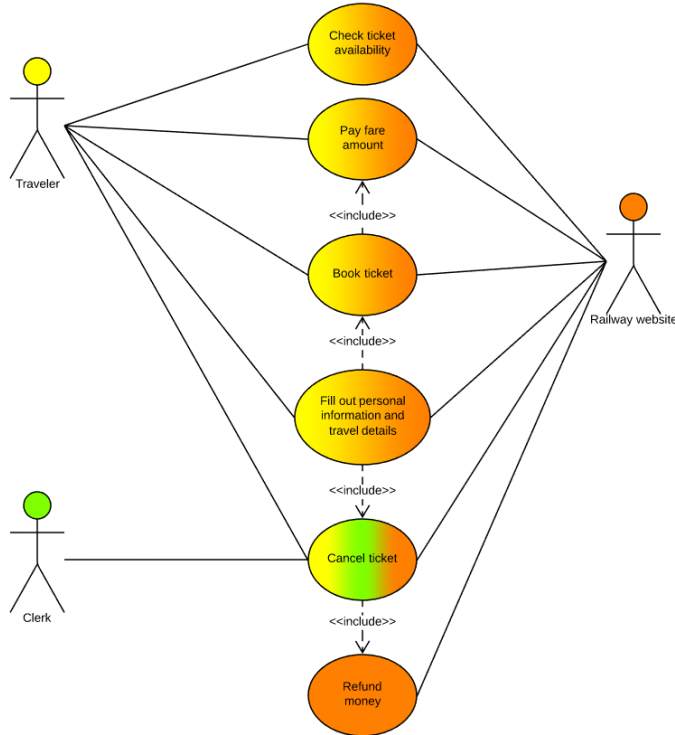 Check ticket
availability
Pay fare
amount
Traveler
<<include>>
Book ticket
Railway website
<<include>>
Fill out personal
information and
travel details
<<include>>
Cancel ticket
Clerk
<<include>>
Refund
money